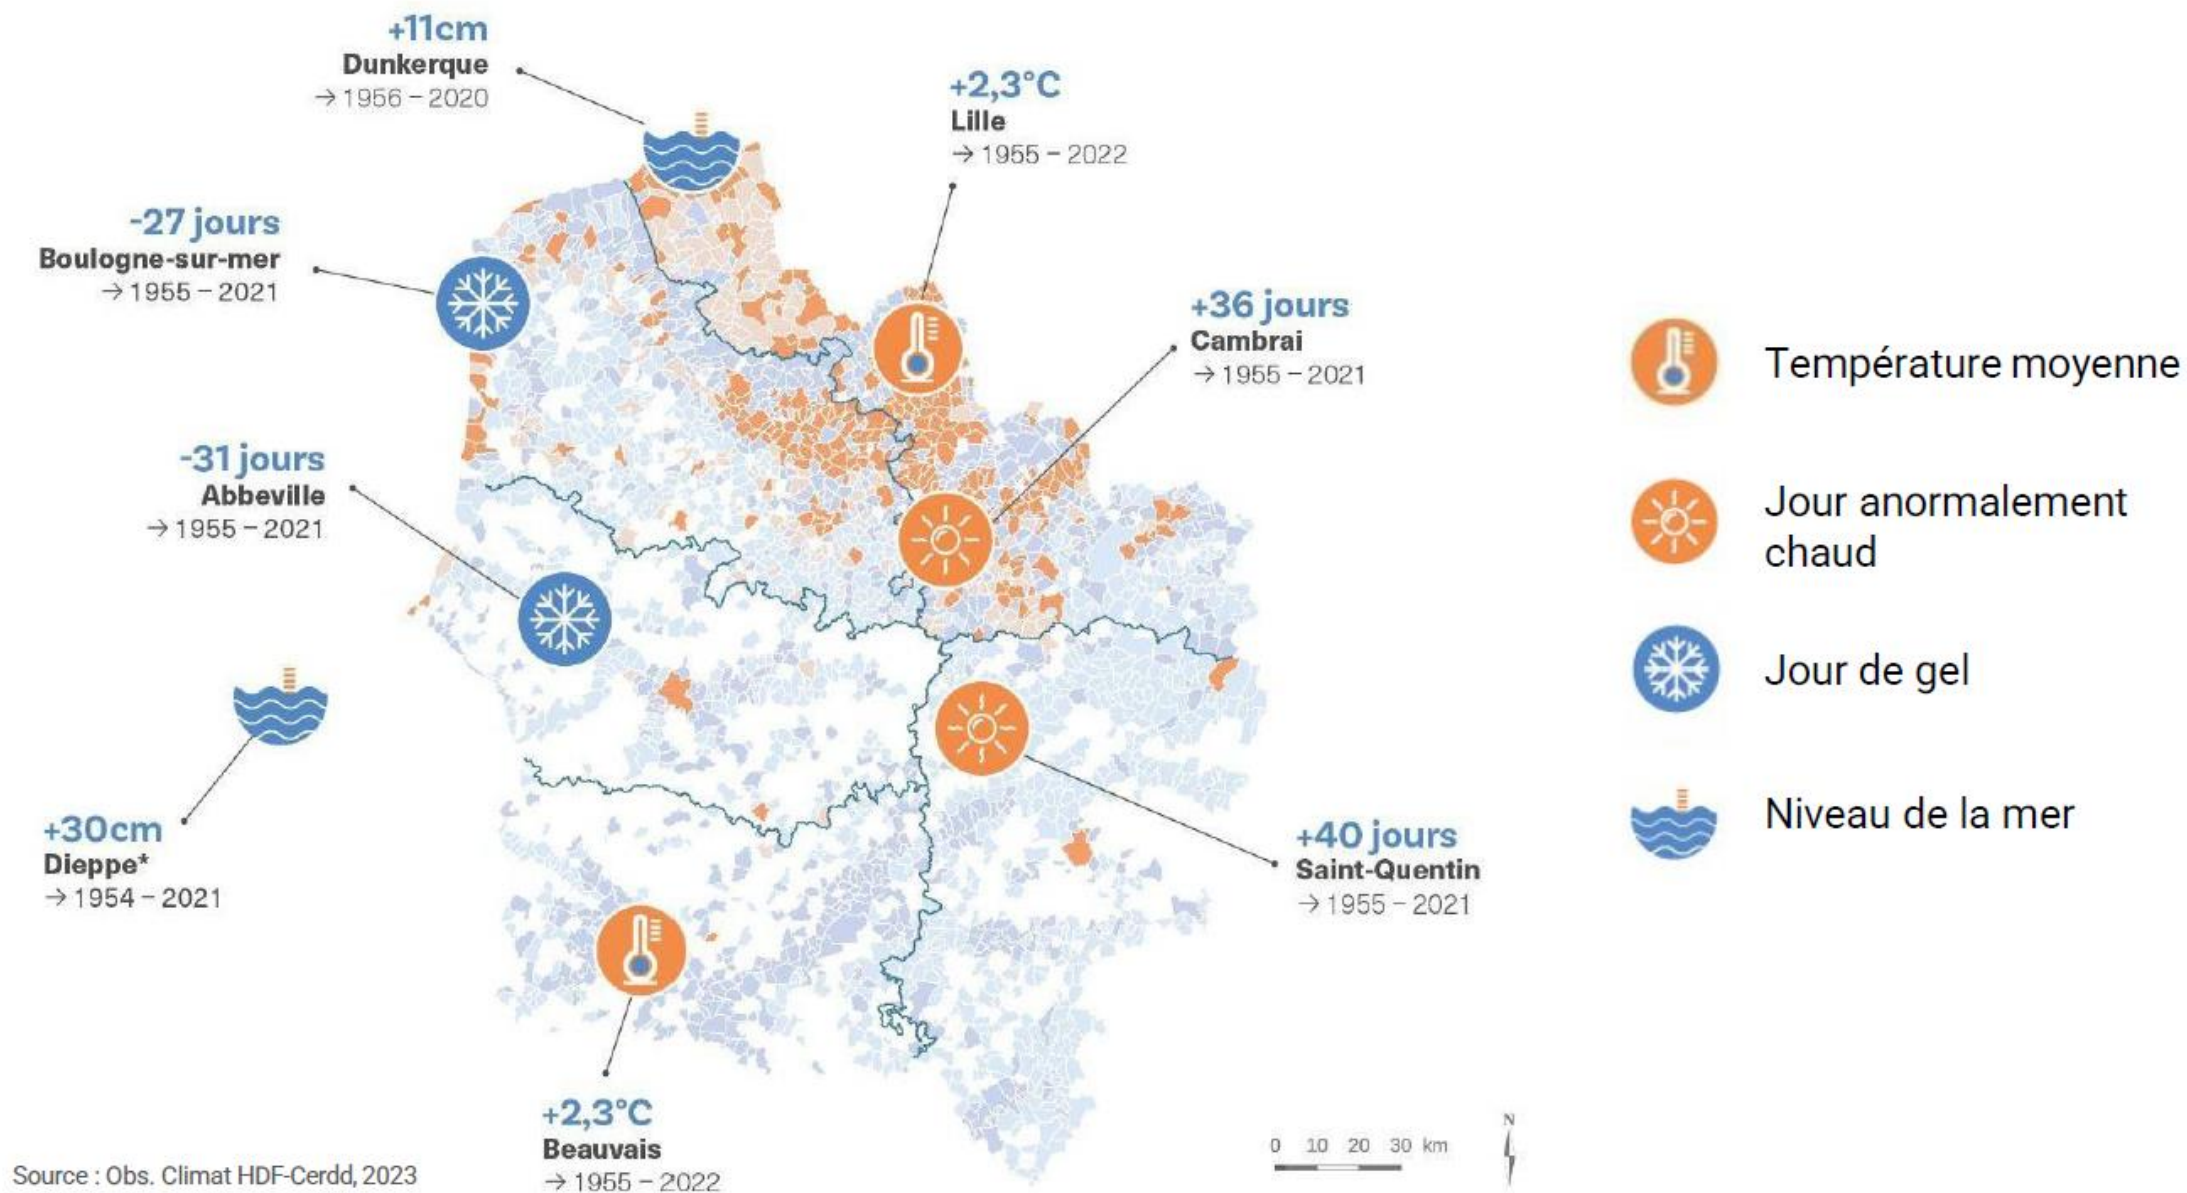 +11cm
Dunkerque
→ 1956 – 2020
+2,3°C
Lille
→ 1955 – 2022
-27 jours
Boulogne-sur-mer
→ 1955 – 2021
+36 jours
Cambrai
→ 1955 – 2021
-31 jours
Abbeville
→ 1955 – 2021
+30cm
Dieppe*
→ 1954 – 2021
+40 jours
Saint-Quentin
→ 1955 – 2021
+2,3°C
Beauvais
→ 1955 – 2022
Température moyenne
Jour anormalement
chaud
Jour de gel
Niveau de la mer
0 10 20 30 km
N
Source : Obs. Climat HDF-Cerdd, 2023